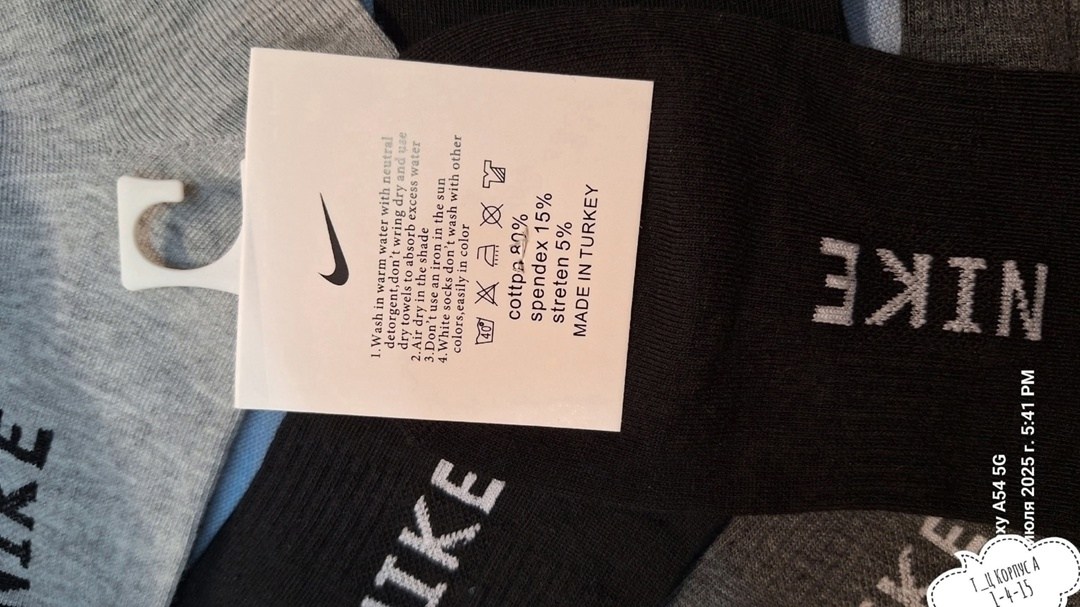 1.Wash in warm water with neutral
detergent,don't wring dry and use
dry towels to absorb excess water
2.Air dry in the shade
3.Don't use an iron in the sun
4.White socks don't wash with other
colors,easily in color
40°
cottpn 80%
spendex 15%
streten 5%
MADE IN TURKEY
NIKE
NIKE
NIKE
KE
xy A54 5G
июля 2025 г. 5:41 PM
Т_Ц КОРПУС А
1-4-15